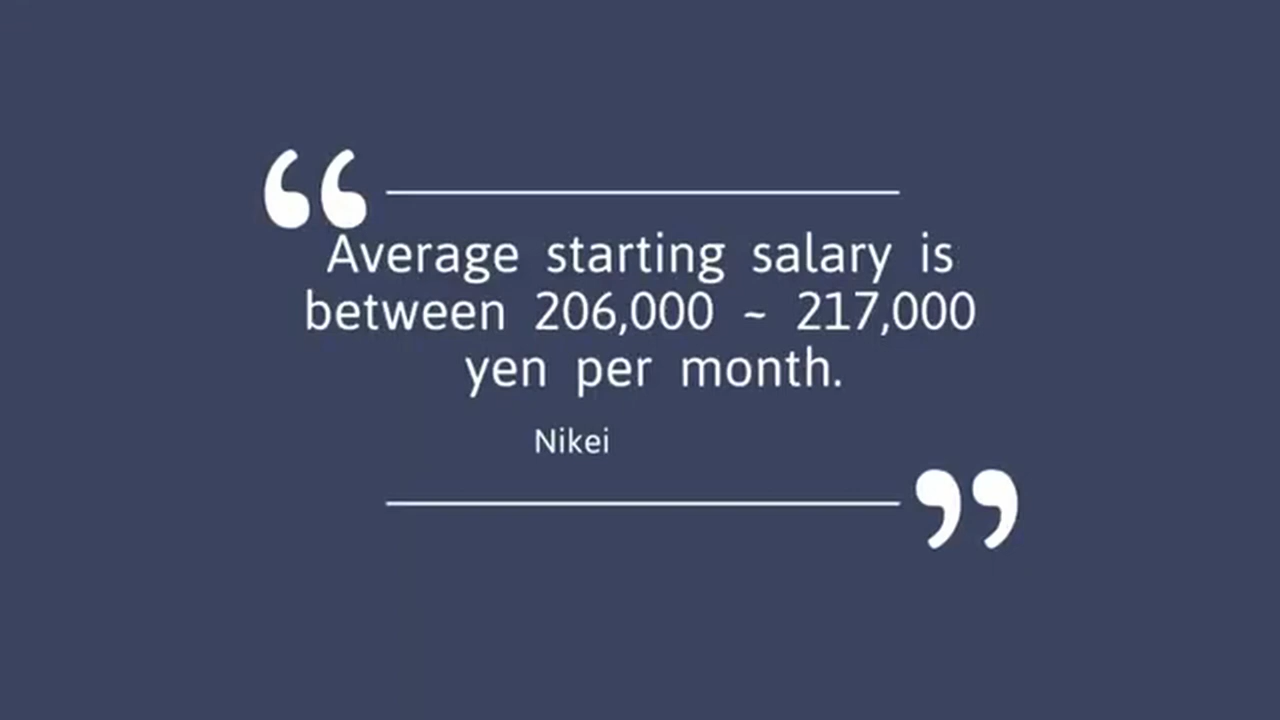 “
Average starting salary is
between 206,000 ~ 217,000
yen per month.
Nikei
”